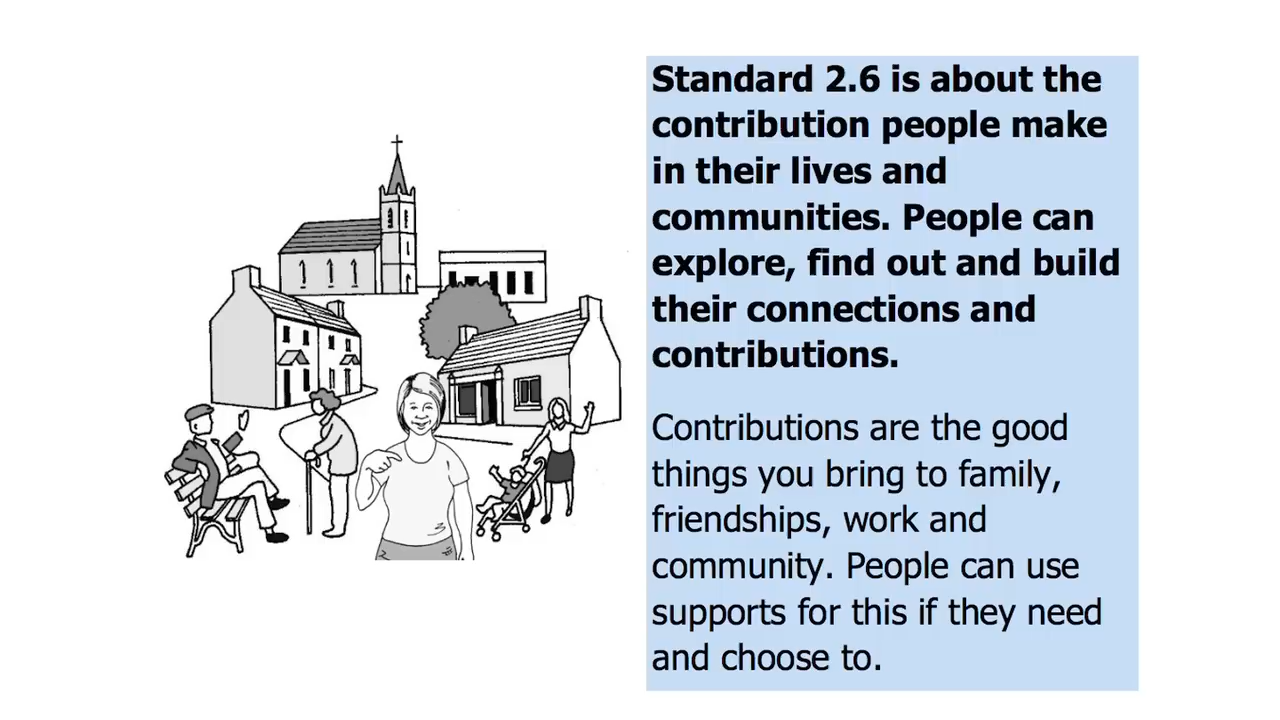 Standard 2.6 is about the
contribution people make
in their lives and
communities. People can
explore, find out and build
their connections and
contributions.
Contributions are the good
things you bring to family,
friendships, work and
community. People can use
supports for this if they need
and choose to.